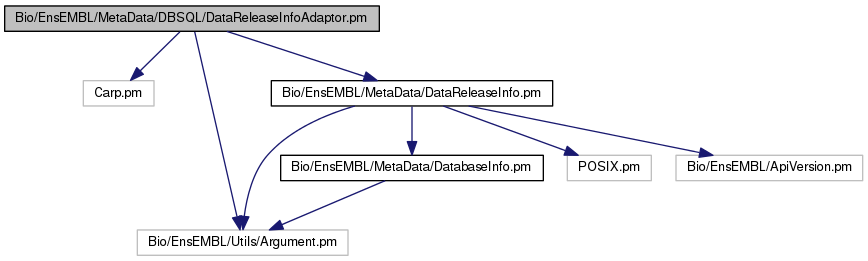 Bio/EnsEMBL/MetaData/DBSQL/DataReleaseInfoAdaptor.pm
Carp.pm
Bio/EnsEMBL/MetaData/DataReleaseInfo.pm
Bio/EnsEMBL/MetaData/DatabaseInfo.pm
POSIX.pm
Bio/EnsEMBL/ApiVersion.pm
Bio/EnsEMBL/Utils/Argument.pm